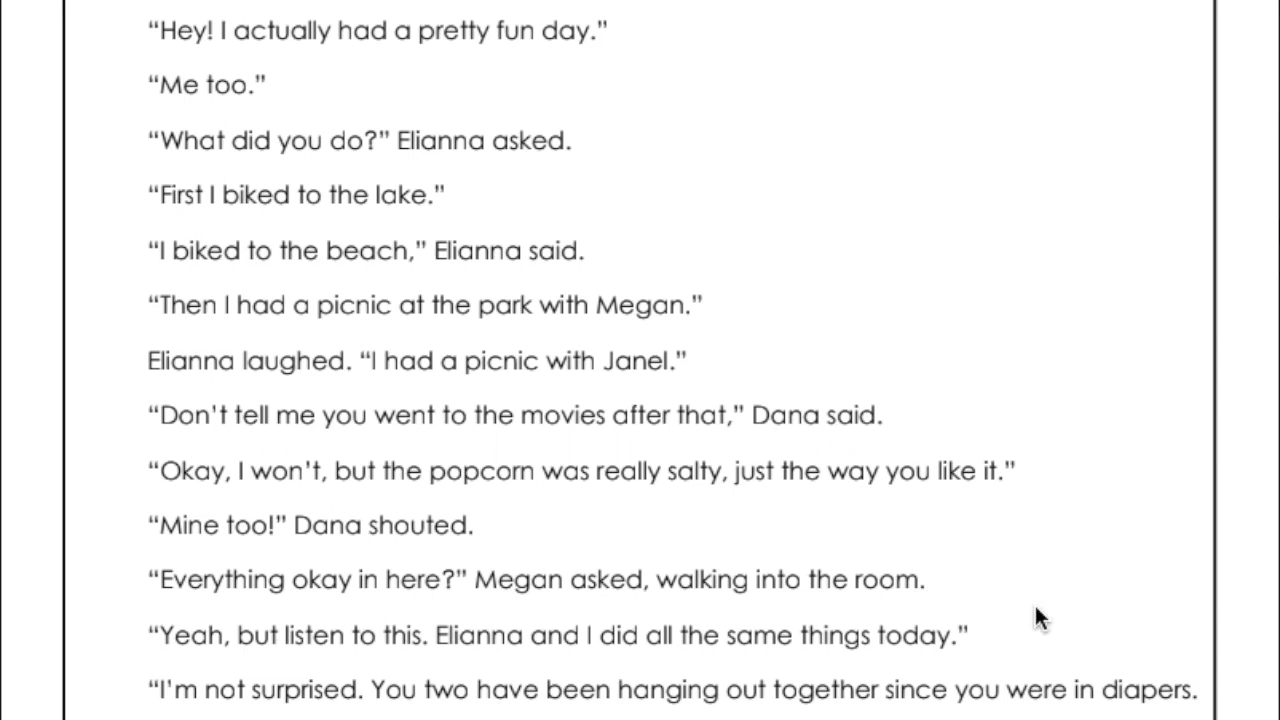 “Hey! I actually had a pretty fun day.”
“Me too.”
“What did you do?” Elianna asked.
“First I biked to the lake.”
“I biked to the beach,” Elianna said.
“Then I had a picnic at the park with Megan.”
Elianna laughed. “I had a picnic with Janel.”
“Don’t tell me you went to the movies after that,” Dana said.
“Okay, I won’t, but the popcorn was really salty, just the way you like it.”
“Mine too!” Dana shouted.
“Everything okay in here?” Megan asked, walking into the room.
“Yeah, but listen to this. Elianna and I did all the same things today.”
“I’m not surprised. You two have been hanging out together since you were in diapers.